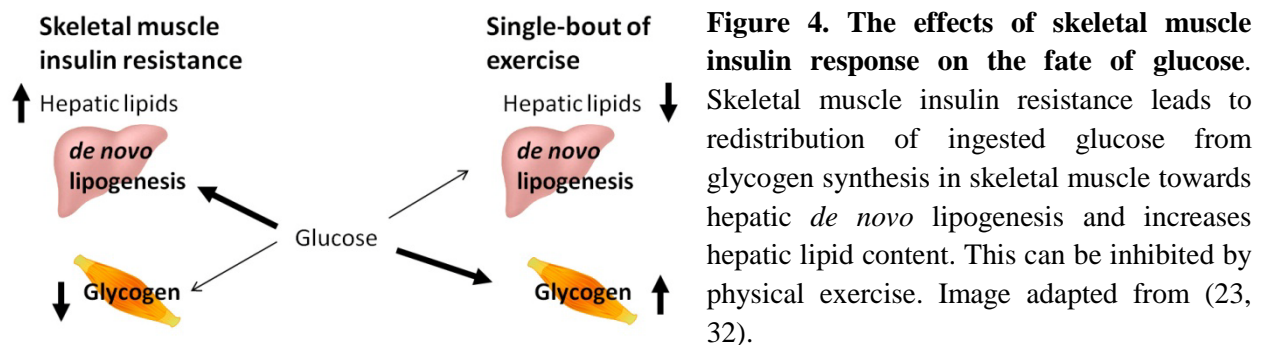 Skeletal muscle
insulin resistance
Hepatic lipids
de novo
lipogenesis
Glycogen
Glucose
Single-bout of
exercise
Hepatic lipids
de novo
lipogenesis
Glycogen
Figure 4. The effects of skeletal muscle
insulin response on the fate of glucose.
Skeletal muscle insulin resistance leads to
redistribution of ingested glucose from
glycogen synthesis in skeletal muscle towards
hepatic de novo lipogenesis and increases
hepatic lipid content. This can be inhibited by
physical exercise. Image adapted from (23,
32).